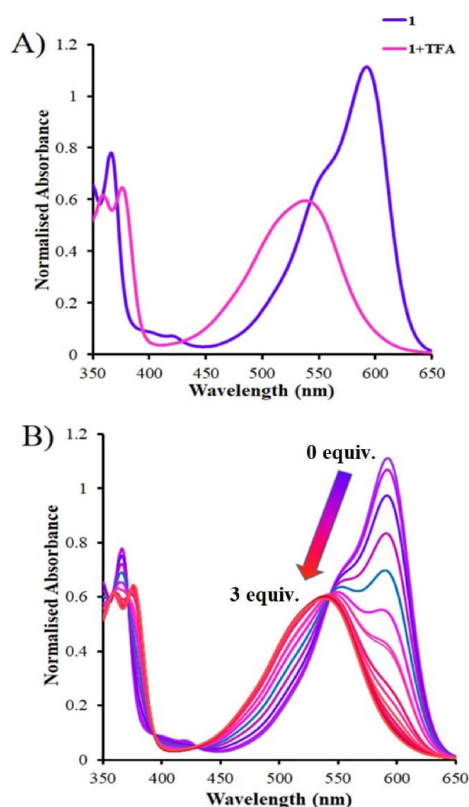 A)
1
1+TFA
Normalised Absorbance
1.2
1
0.8
0.6
0.4
0.2
0
350 400 450 500 550 600 650
Wavelength (nm)
B)
0 equiv.
3 equiv.
Normalised Absorbance
1.2
1
0.8
0.6
0.4
0.2
0
350 400 450 500 550 600 650
Wavelength (nm)